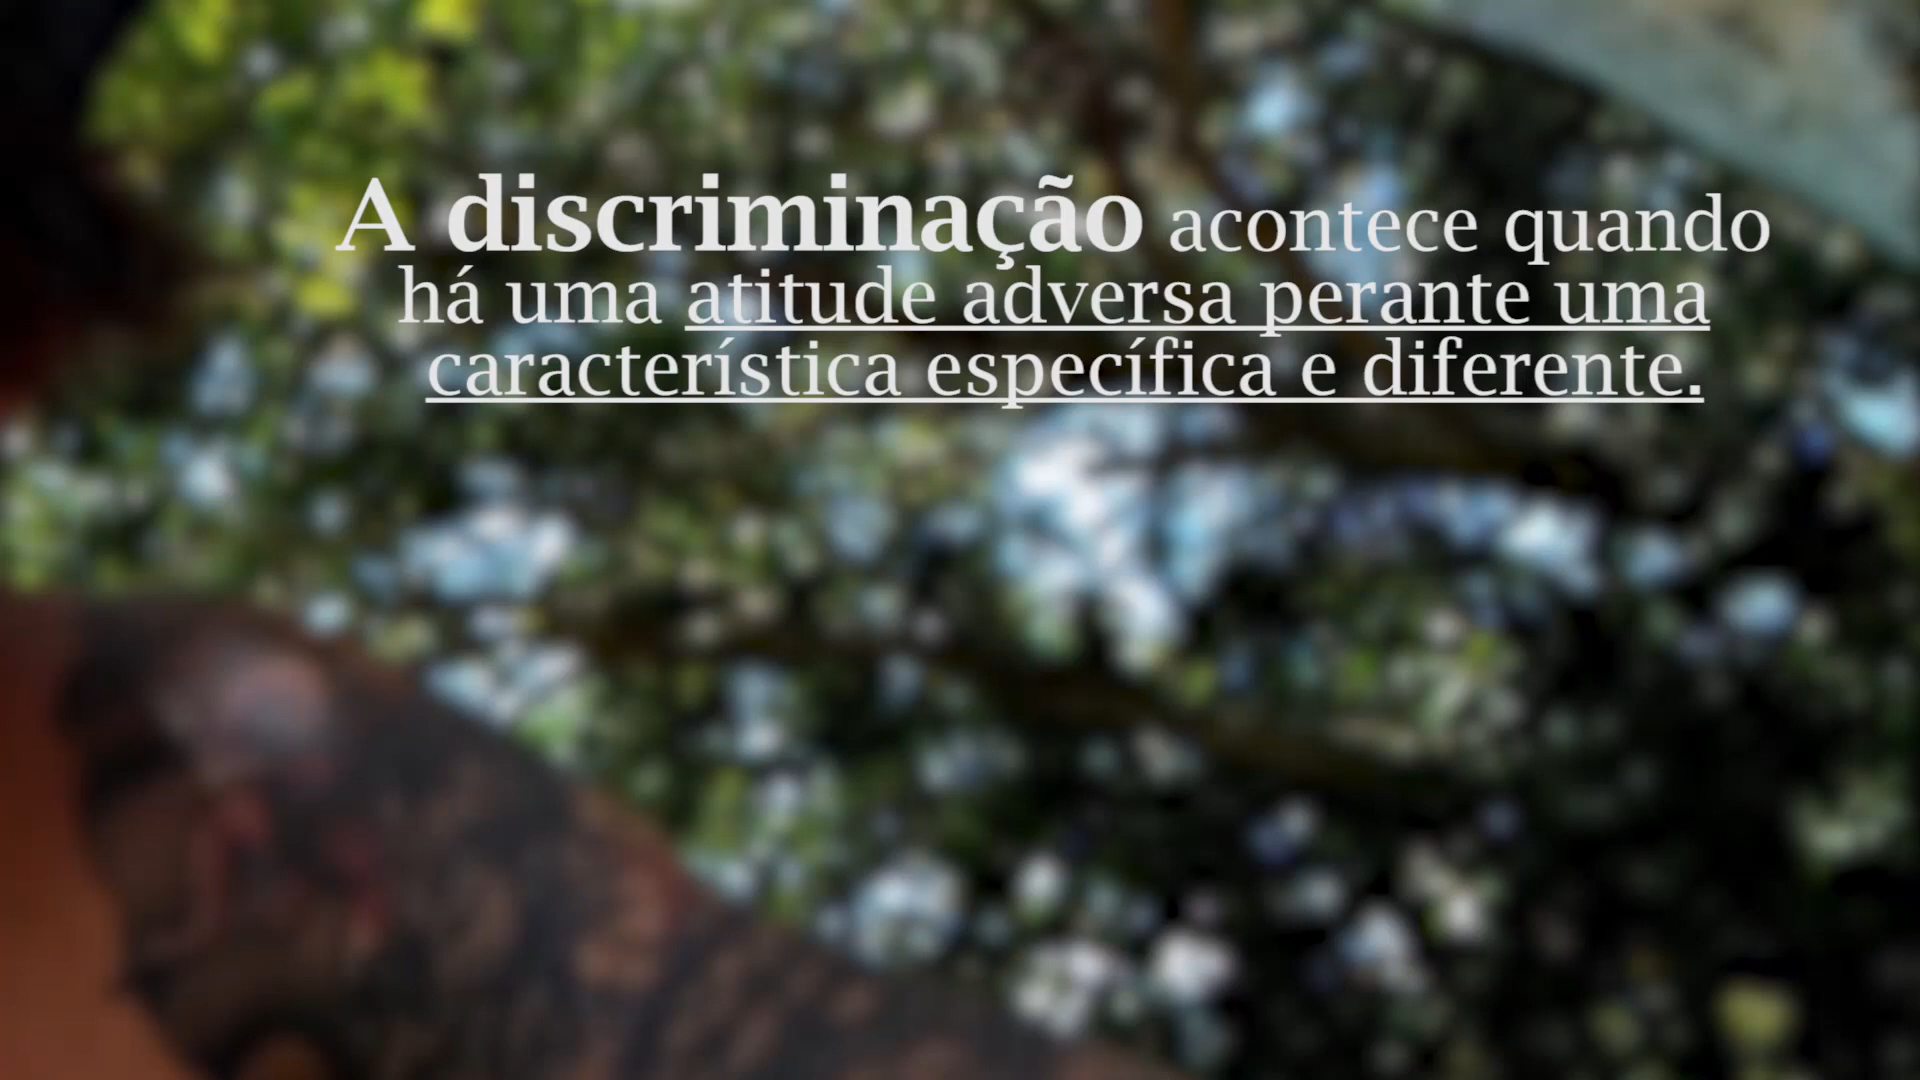 A discriminação acontece quando
há uma atitude adversa perante uma
característica específica e diferente.